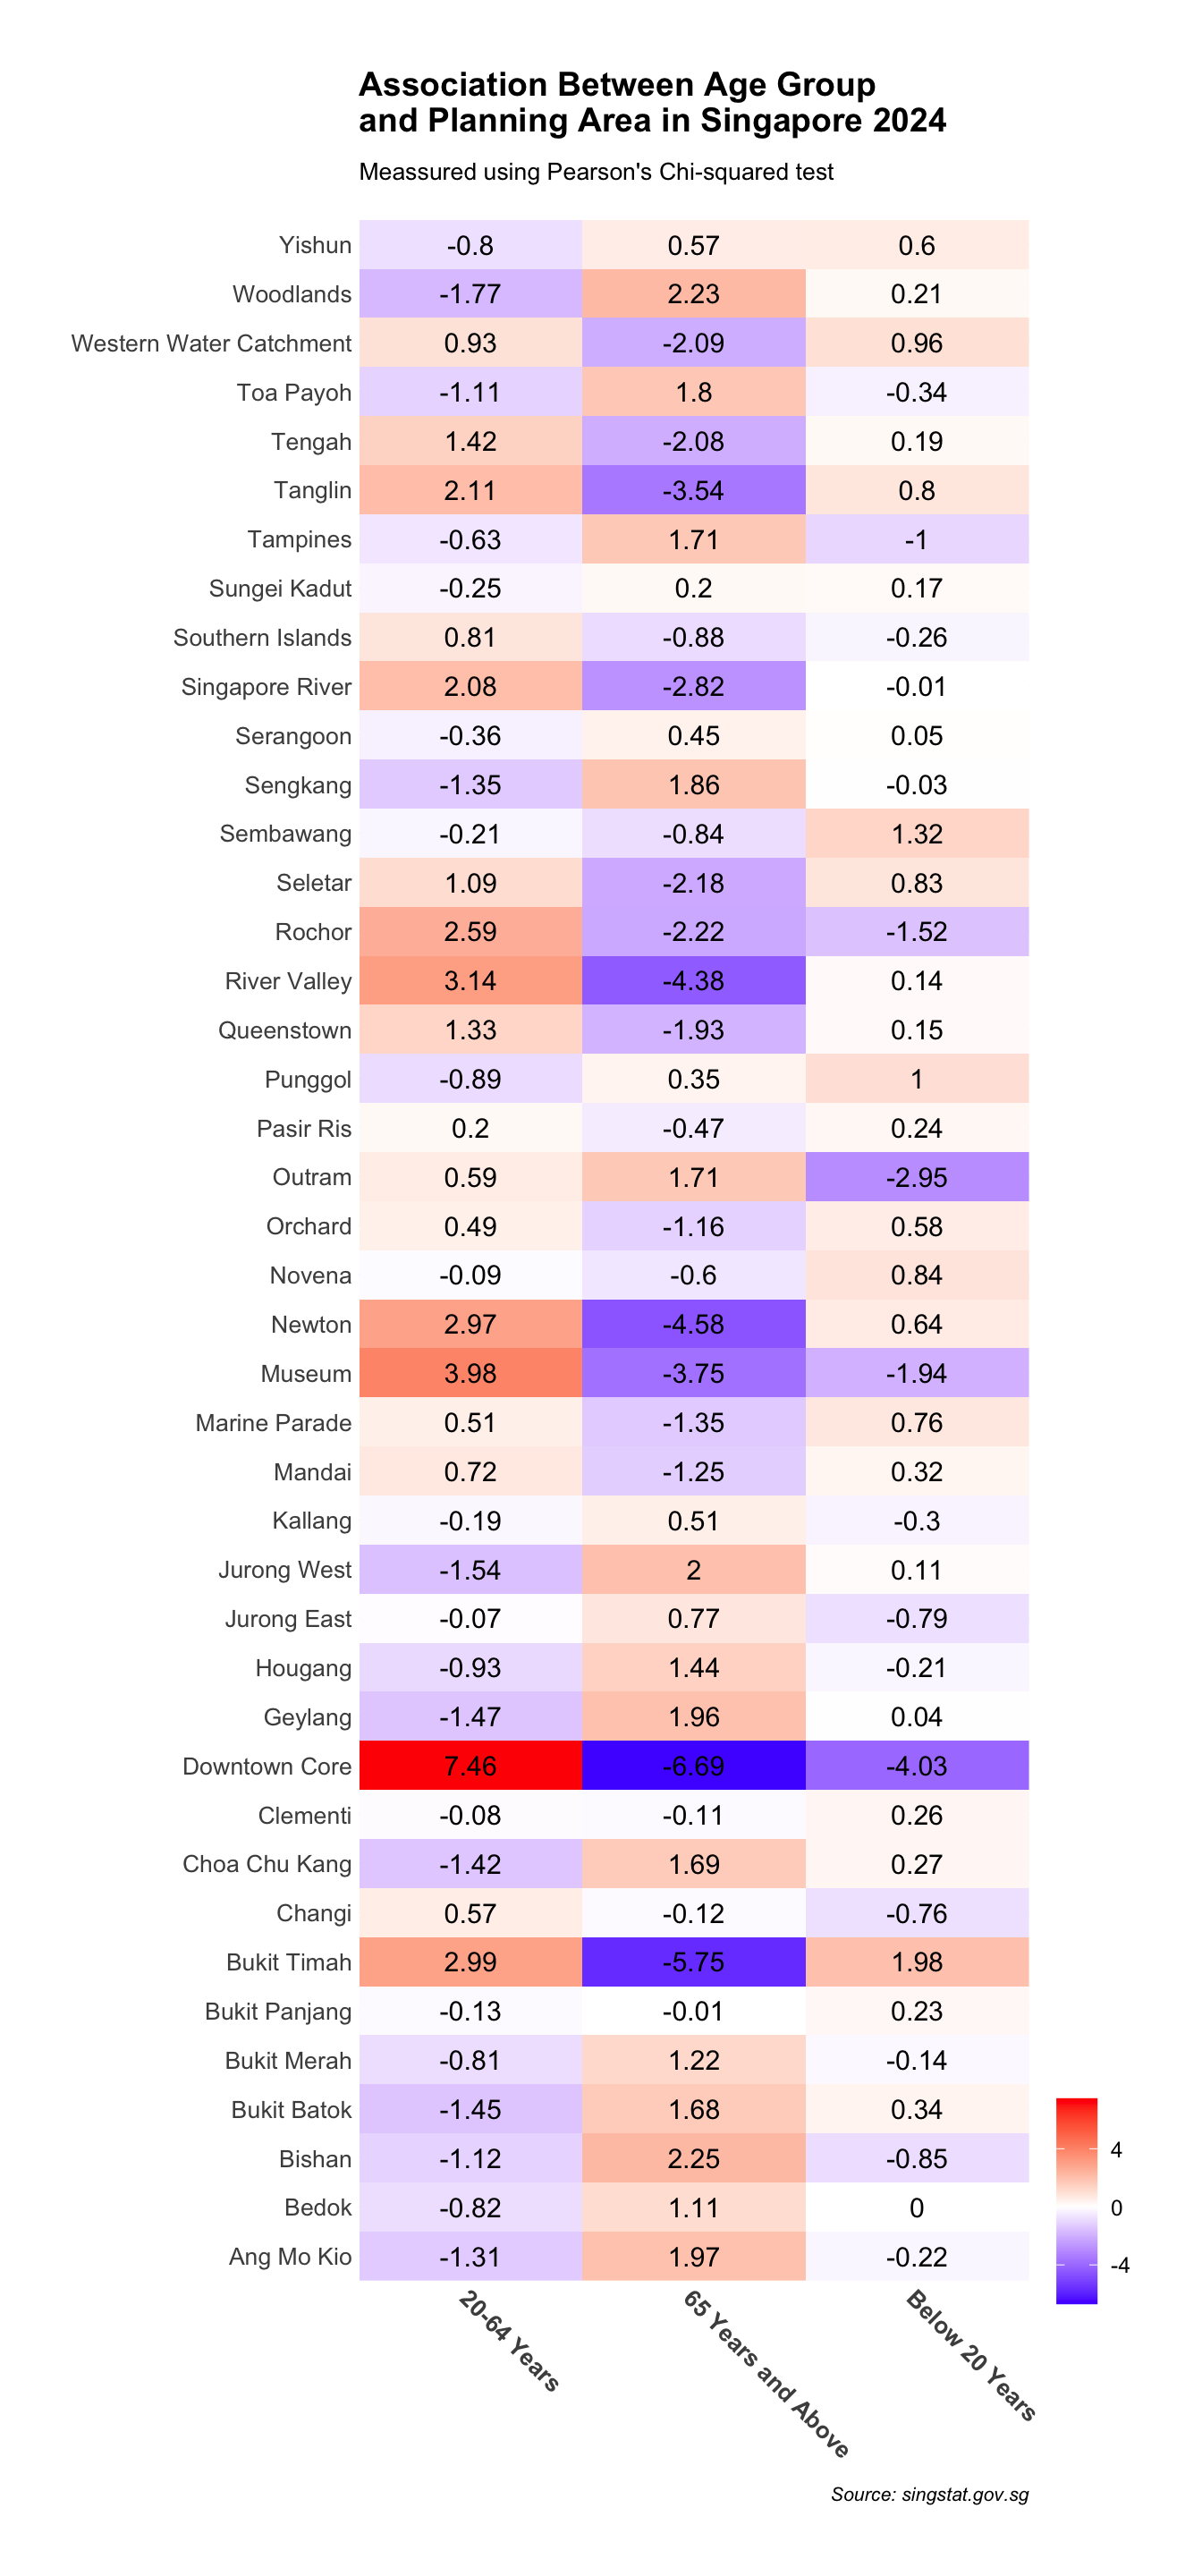 Association Between Age Group
and Planning Area in Singapore 2024
Meassured using Pearson's Chi-squared test
Yishun -0.8 0.57 0.6
Woodlands -1.77 2.23 0.21
Western Water Catchment 0.93 -2.09 0.96
Toa Payoh -1.11 1.8 -0.34
Tengah 1.42 -2.08 0.19
Tanglin 2.11 -3.54 0.8
Tampines -0.63 1.71 -1
Sungei Kadut -0.25 0.2 0.17
Southern Islands 0.81 -0.88 -0.26
Singapore River 2.08 -2.82 -0.01
Serangoon -0.36 0.45 0.05
Sengkang -1.35 1.86 -0.03
Sembawang -0.21 -0.84 1.32
Seletar 1.09 -2.18 0.83
Rochor 2.59 -2.22 -1.52
River Valley 3.14 -4.38 0.14
Queenstown 1.33 -1.93 0.15
Punggol -0.89 0.35 1
Pasir Ris 0.2 -0.47 0.24
Outram 0.59 1.71 -2.95
Orchard 0.49 -1.16 0.58
Novena -0.09 -0.6 0.84
Newton 2.97 -4.58 0.64
Museum 3.98 -3.75 -1.94
Marine Parade 0.51 -1.35 0.76
Mandai 0.72 -1.25 0.32
Kallang -0.19 0.51 -0.3
Jurong West -1.54 2 0.11
Jurong East -0.07 0.77 -0.79
Hougang -0.93 1.44 -0.21
Geylang -1.47 1.96 0.04
Downtown Core 7.46 -6.69 -4.03
Clementi -0.08 -0.11 0.26
Choa Chu Kang -1.42 1.69 0.27
Changi 0.57 -0.12 -0.76
Bukit Timah 2.99 -5.75 1.98
Bukit Panjang -0.13 -0.01 0.23
Bukit Merah -0.81 1.22 -0.14
Bukit Batok -1.45 1.68 0.34
Bishan -1.12 2.25 -0.85
Bedok -0.82 1.11 0
Ang Mo Kio -1.31 1.97 -0.22
4
0
-4
20-64 Years
65 Years and Above
Below 20 Years
Source: singstat.gov.sg